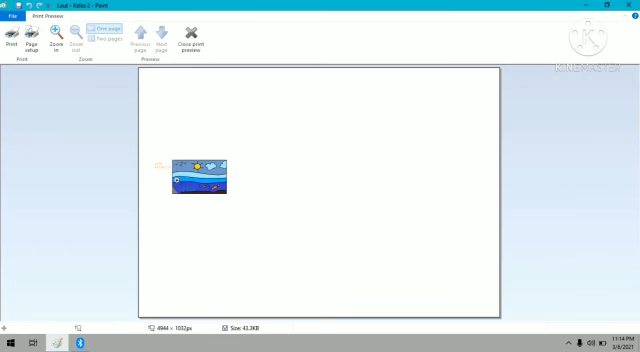 Laut - Kelas 2 - Paint
File
Print Preview
Print
Page setup
Zoom in
Zoom out
One page
Two pages
Previous page
Next page
Close print preview
Print
Zoom
Preview
K
KINEMASTER
4944 × 1032px
Size: 43.3KB
11:14 PM
3/6/2021